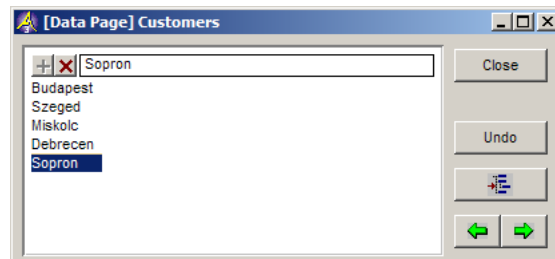 [Data Page] Customers
Sopron
Close
Budapest
Szeged
Miskolc
Debrecen
Sopron
Undo